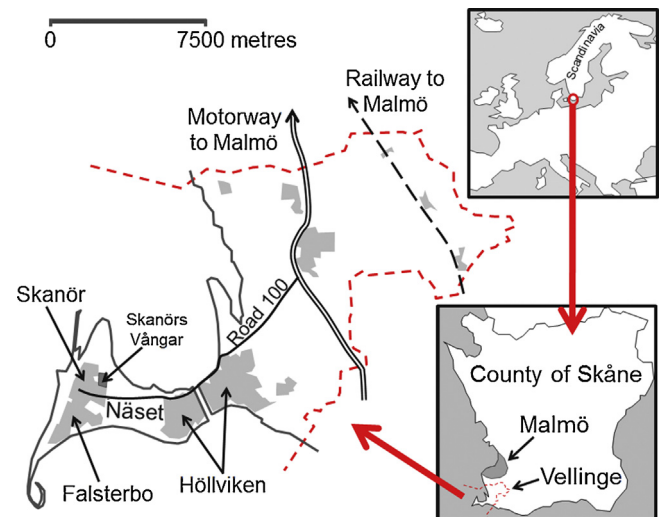 0
7500 metres
Motorway
to Malmö
Railway to
Malmö
Scandinavia
Road 100
Skanör
Skanörs
Vångar
Näset
Falsterbo
Höllviken
County of Skåne
Malmö
Vellinge